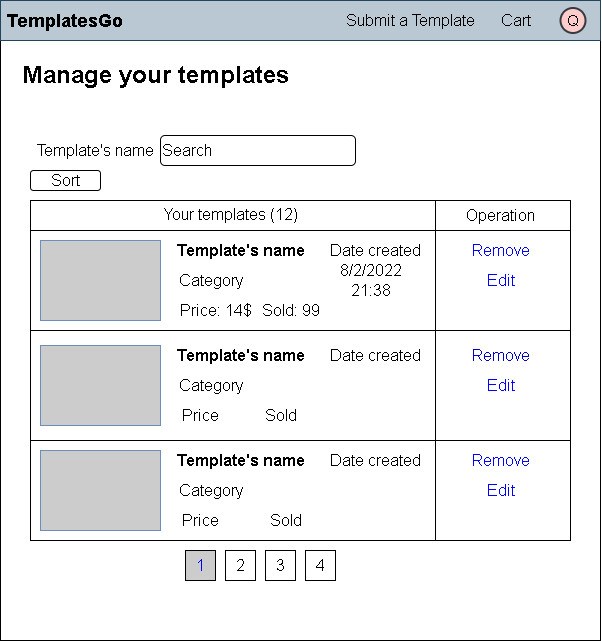 TemplatesGo Submit a Template Cart Q
Manage your templates
Template's name Search
Sort
Your templates (12) Operation
Template's name Date created Remove
8/2/2022
Category Edit
21:38
Price: 14$ Sold: 99
Template's name Date created Remove
Category Edit
Price Sold
Template's name Date created Remove
Category Edit
Price Sold
1 2 3 4